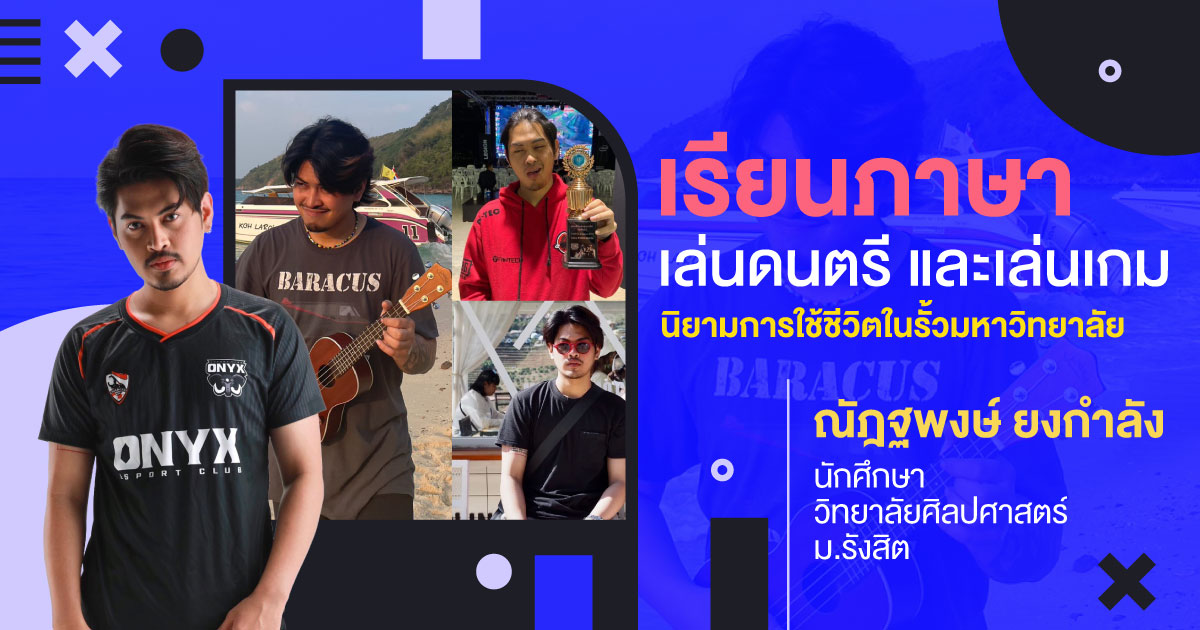 เรียนภาษา
เล่นดนตรี และเล่นเกม
นิยามการใช้ชีวิตในรั้วมหาวิทยาลัย
ณัฎฐพงษ์ ยงกำลัง
นักศึกษา
วิทยาลัยศิลปศาสตร์
ม.รังสิต
ONYX
ONYX
ESPORT CLUB
KOH LAROI
11
BARACUS
BARACUS